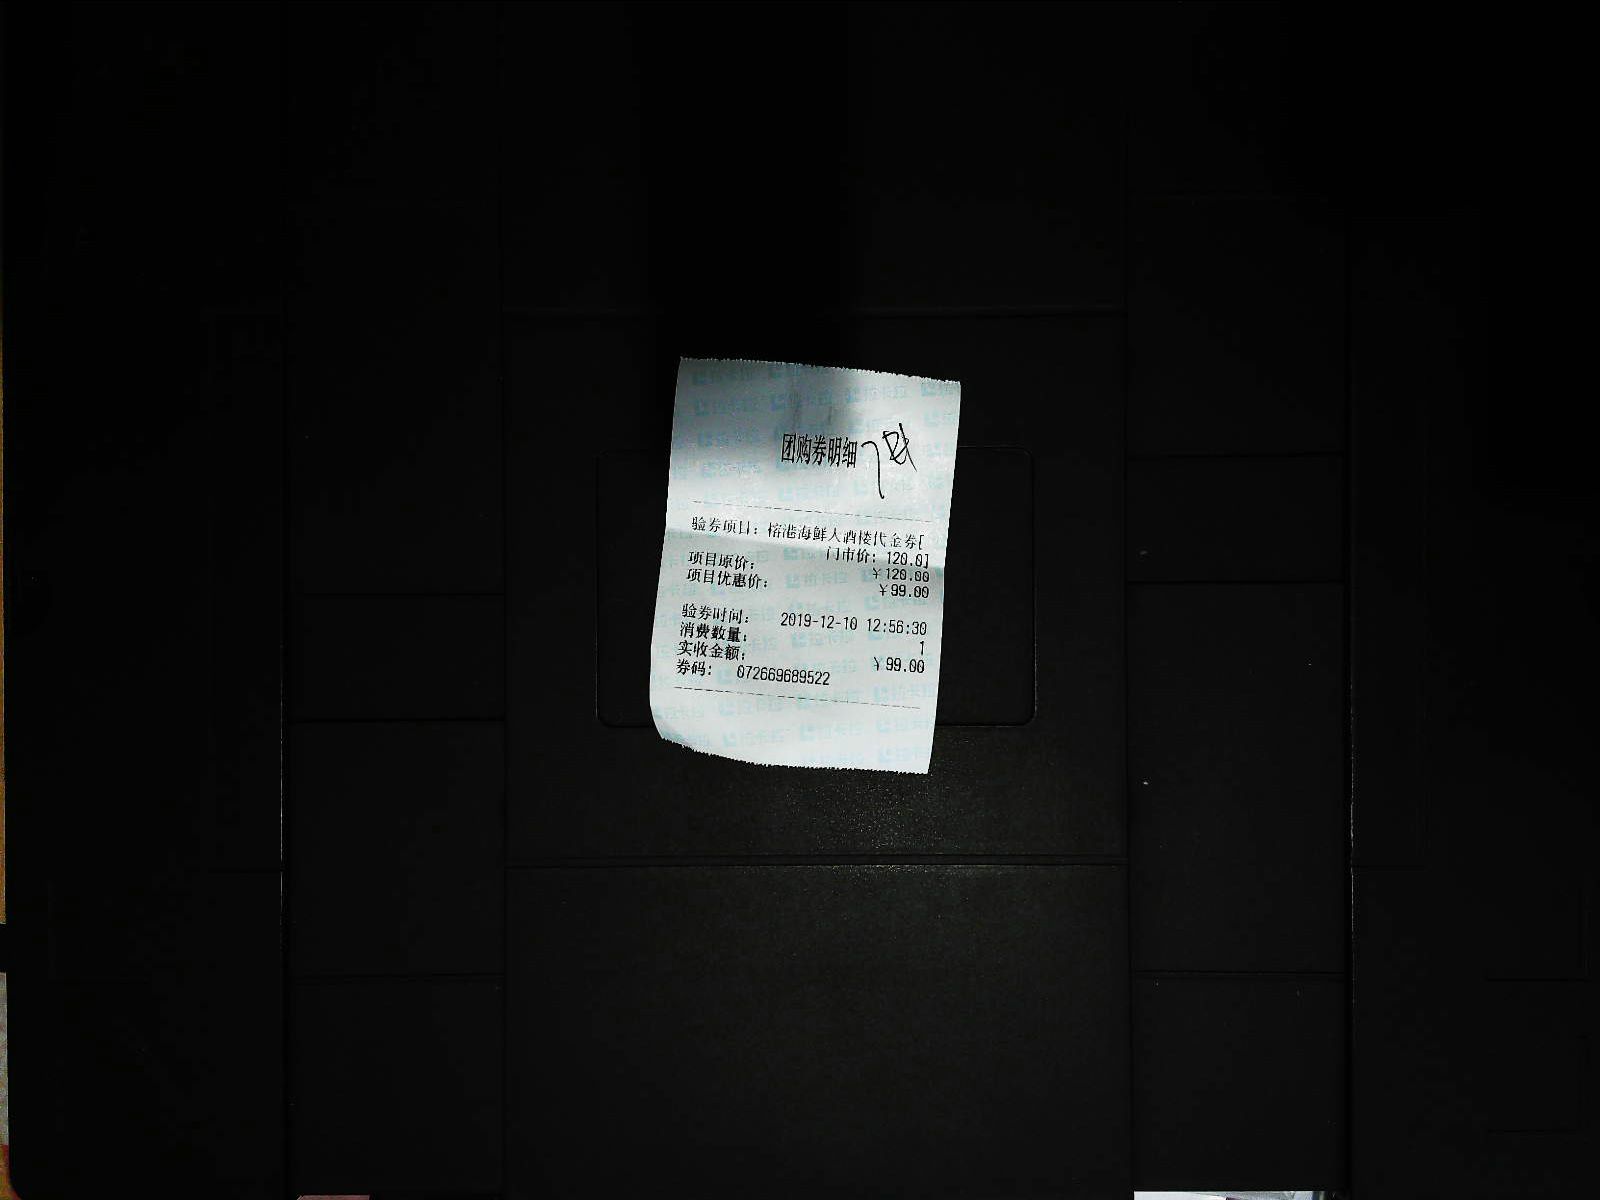 团购券明细
验券项目：榕港海鲜大酒楼代金券[
门市价：120.0]
项目原价：￥120.00
项目优惠价：￥99.00
验券时间：2019-12-10 12:56:30
消费数量：1
实收金额：￥99.00
券码：072669689522